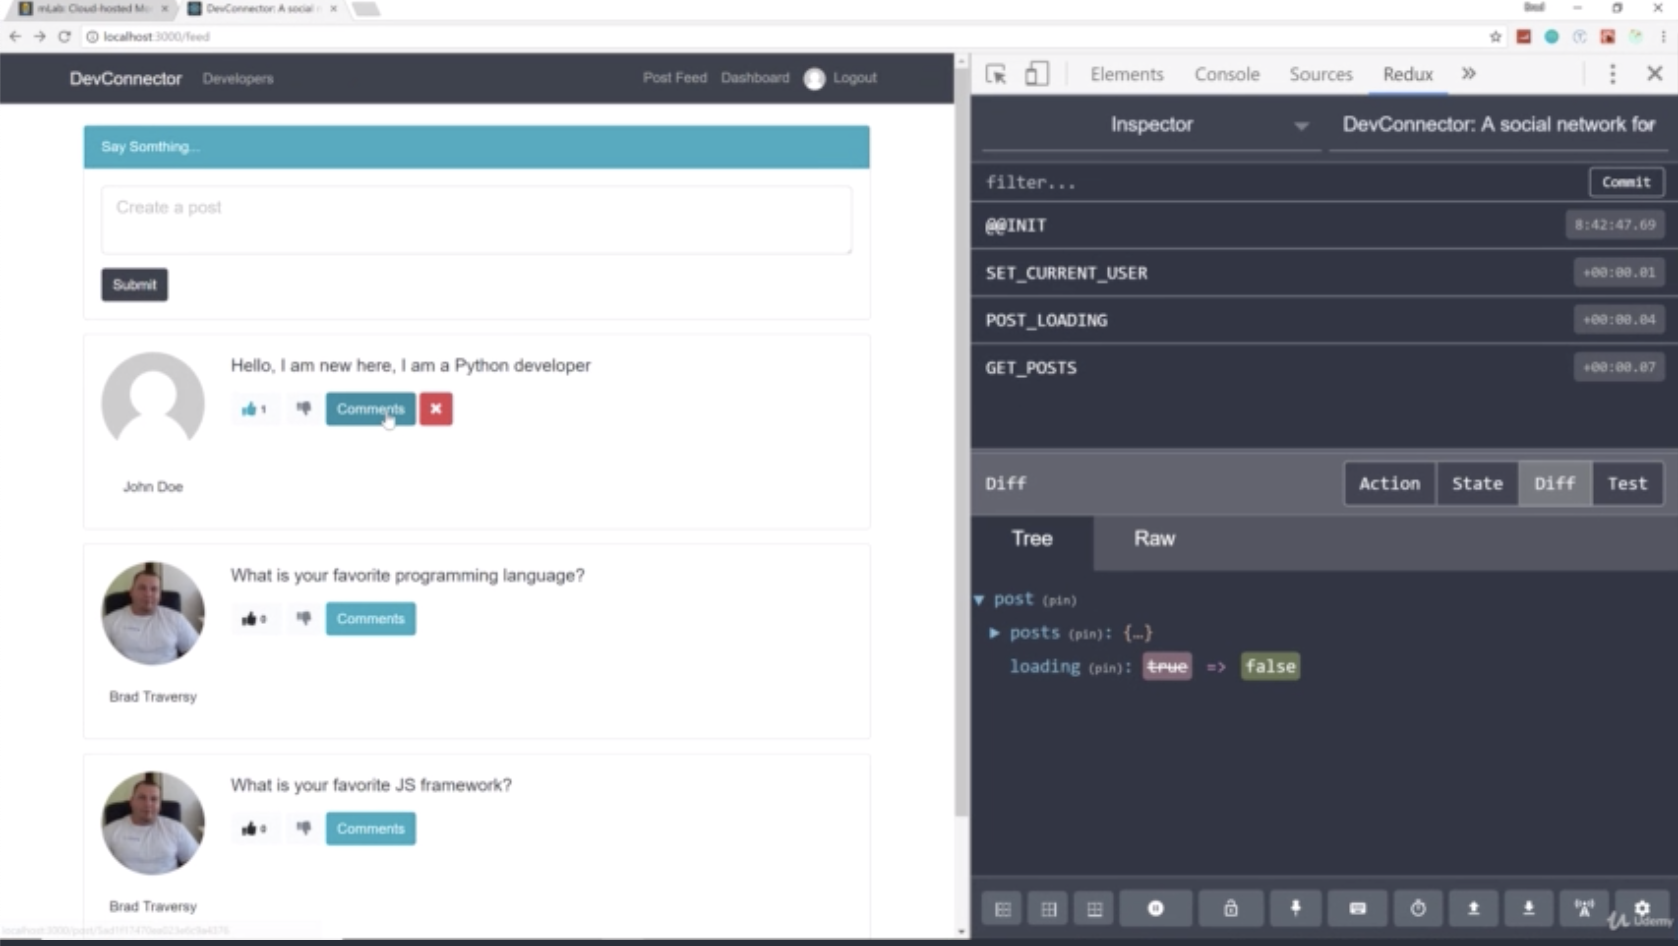 mLab: Cloud-hosted Mo
DevConnector: A social n
localhost:3000/feed
DevConnector
Developers
Post Feed
Dashboard
Logout
Say Somthing...
Create a post
Submit
Hello, I am new here, I am a Python developer
1
Comments
John Doe
What is your favorite programming language?
0
Comments
Brad Traversy
What is your favorite JS framework?
0
Comments
Brad Traversy
Elements
Console
Sources
Redux
Inspector
DevConnector: A social network for
filter...
Commit
@@INIT
8:42:47.69
SET_CURRENT_USER
+00:00.01
POST_LOADING
+00:00.04
GET_POSTS
+00:00.07
Diff
Action
State
Diff
Test
Tree
Raw
post (pin)
posts (pin): {…}
loading (pin): true => false
Udemy